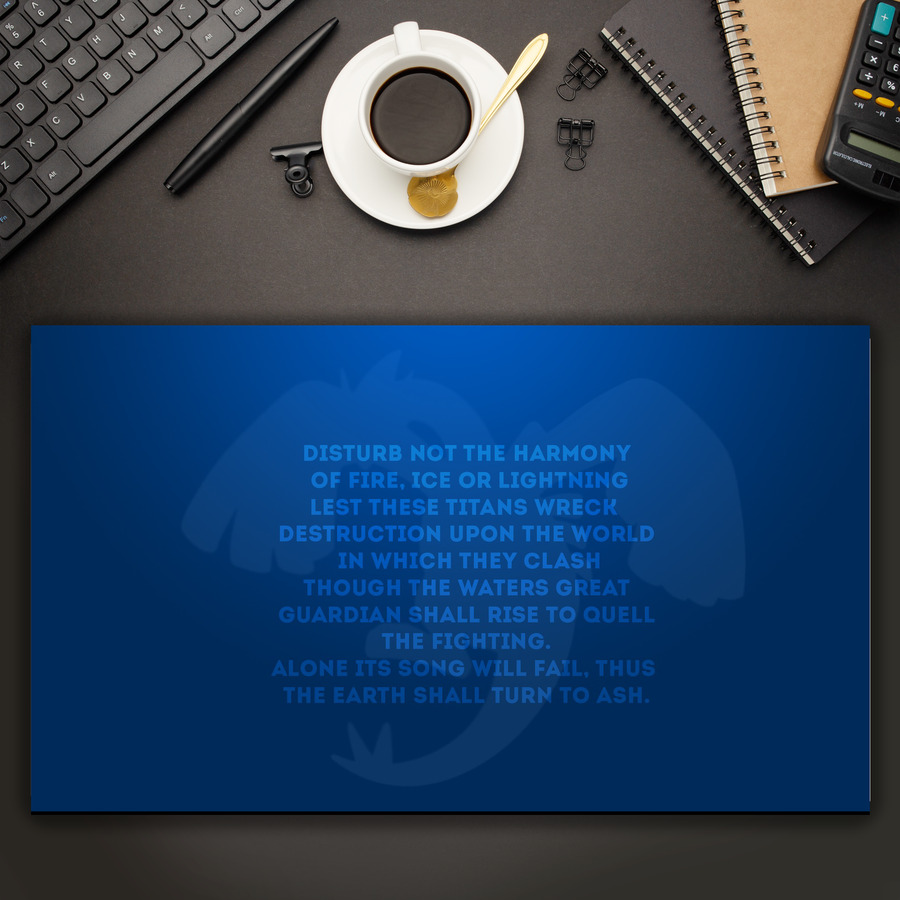 DISTURB NOT THE HARMONY
OF FIRE, ICE OR LIGHTNING
LEST THESE TITANS WRECK
DESTRUCTION UPON THE WORLD
IN WHICH THEY CLASH
THOUGH THE WATERS GREAT
GUARDIAN SHALL RISE TO QUELL
THE FIGHTING.
ALONE ITS SONG WILL FAIL, THUS
THE EARTH SHALL TURN TO ASH.